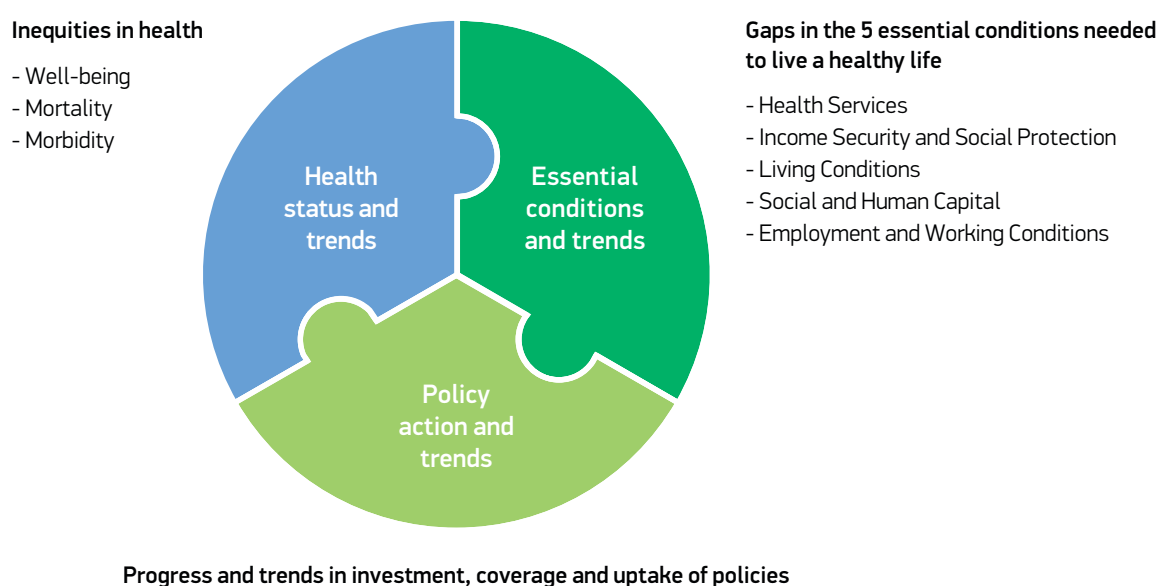 Inequities in health
- Well-being
- Mortality
- Morbidity
Health
status and
trends
Essential
conditions
and trends
Policy
action and
trends
Gaps in the 5 essential conditions needed
to live a healthy life
- Health Services
- Income Security and Social Protection
- Living Conditions
- Social and Human Capital
- Employment and Working Conditions
Progress and trends in investment, coverage and uptake of policies